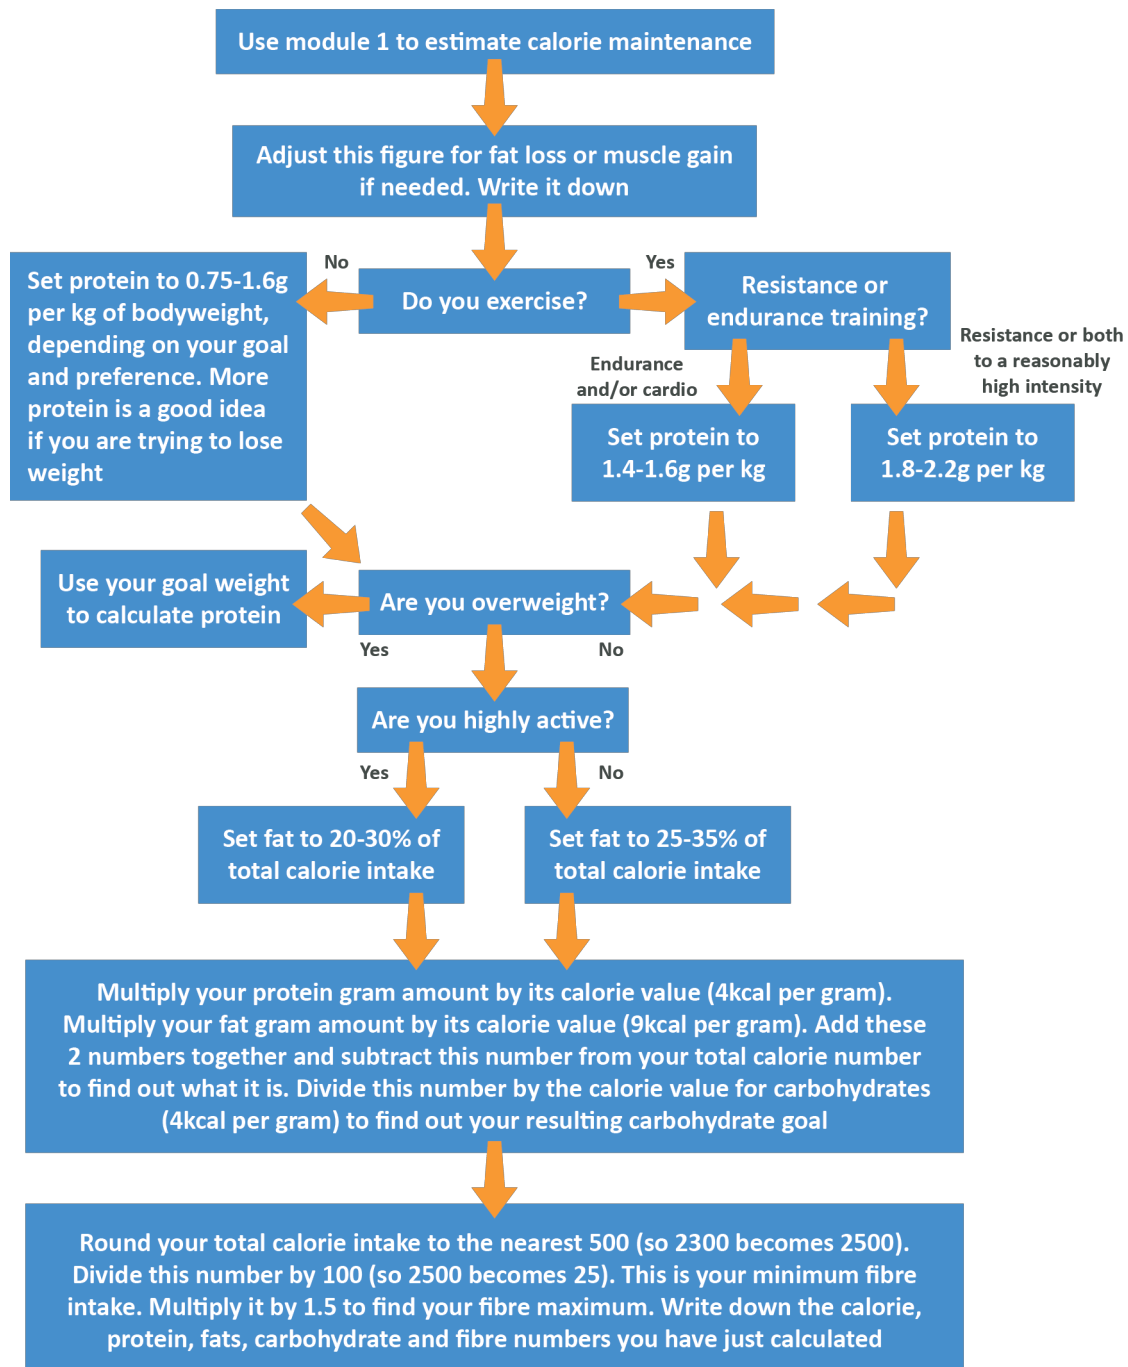 Use module 1 to estimate calorie maintenance
Adjust this figure for fat loss or muscle gain
if needed. Write it down
No
Yes
Set protein to 0.75-1.6g
per kg of bodyweight,
depending on your goal
and preference. More
protein is a good idea
if you are trying to lose
weight
Do you exercise?
Resistance or
endurance training?
Endurance
and/or cardio
Resistance or both
to a reasonably
high intensity
Set protein to
1.4-1.6g per kg
Set protein to
1.8-2.2g per kg
Use your goal weight
to calculate protein
Are you overweight?
Yes
No
Are you highly active?
Yes
No
Set fat to 20-30% of
total calorie intake
Set fat to 25-35% of
total calorie intake
Multiply your protein gram amount by its calorie value (4kcal per gram).
Multiply your fat gram amount by its calorie value (9kcal per gram). Add these
2 numbers together and subtract this number from your total calorie number
to find out what it is. Divide this number by the calorie value for carbohydrates
(4kcal per gram) to find out your resulting carbohydrate goal
Round your total calorie intake to the nearest 500 (so 2300 becomes 2500).
Divide this number by 100 (so 2500 becomes 25). This is your minimum fibre
intake. Multiply it by 1.5 to find your fibre maximum. Write down the calorie,
protein, fats, carbohydrate and fibre numbers you have just calculated